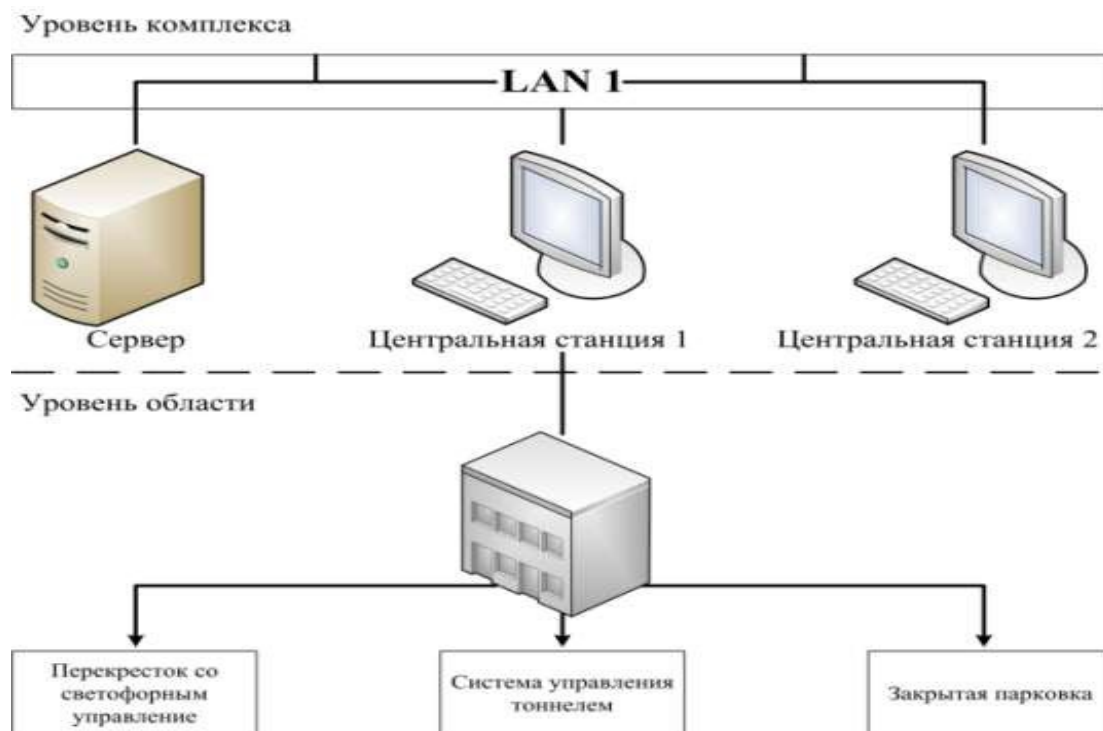 Уровень комплекса
LAN 1
Сервер
Центральная станция 1
Центральная станция 2
Уровень области
Перекресток со
светофорным
управление
Система управления
тоннелем
Закрытая парковка